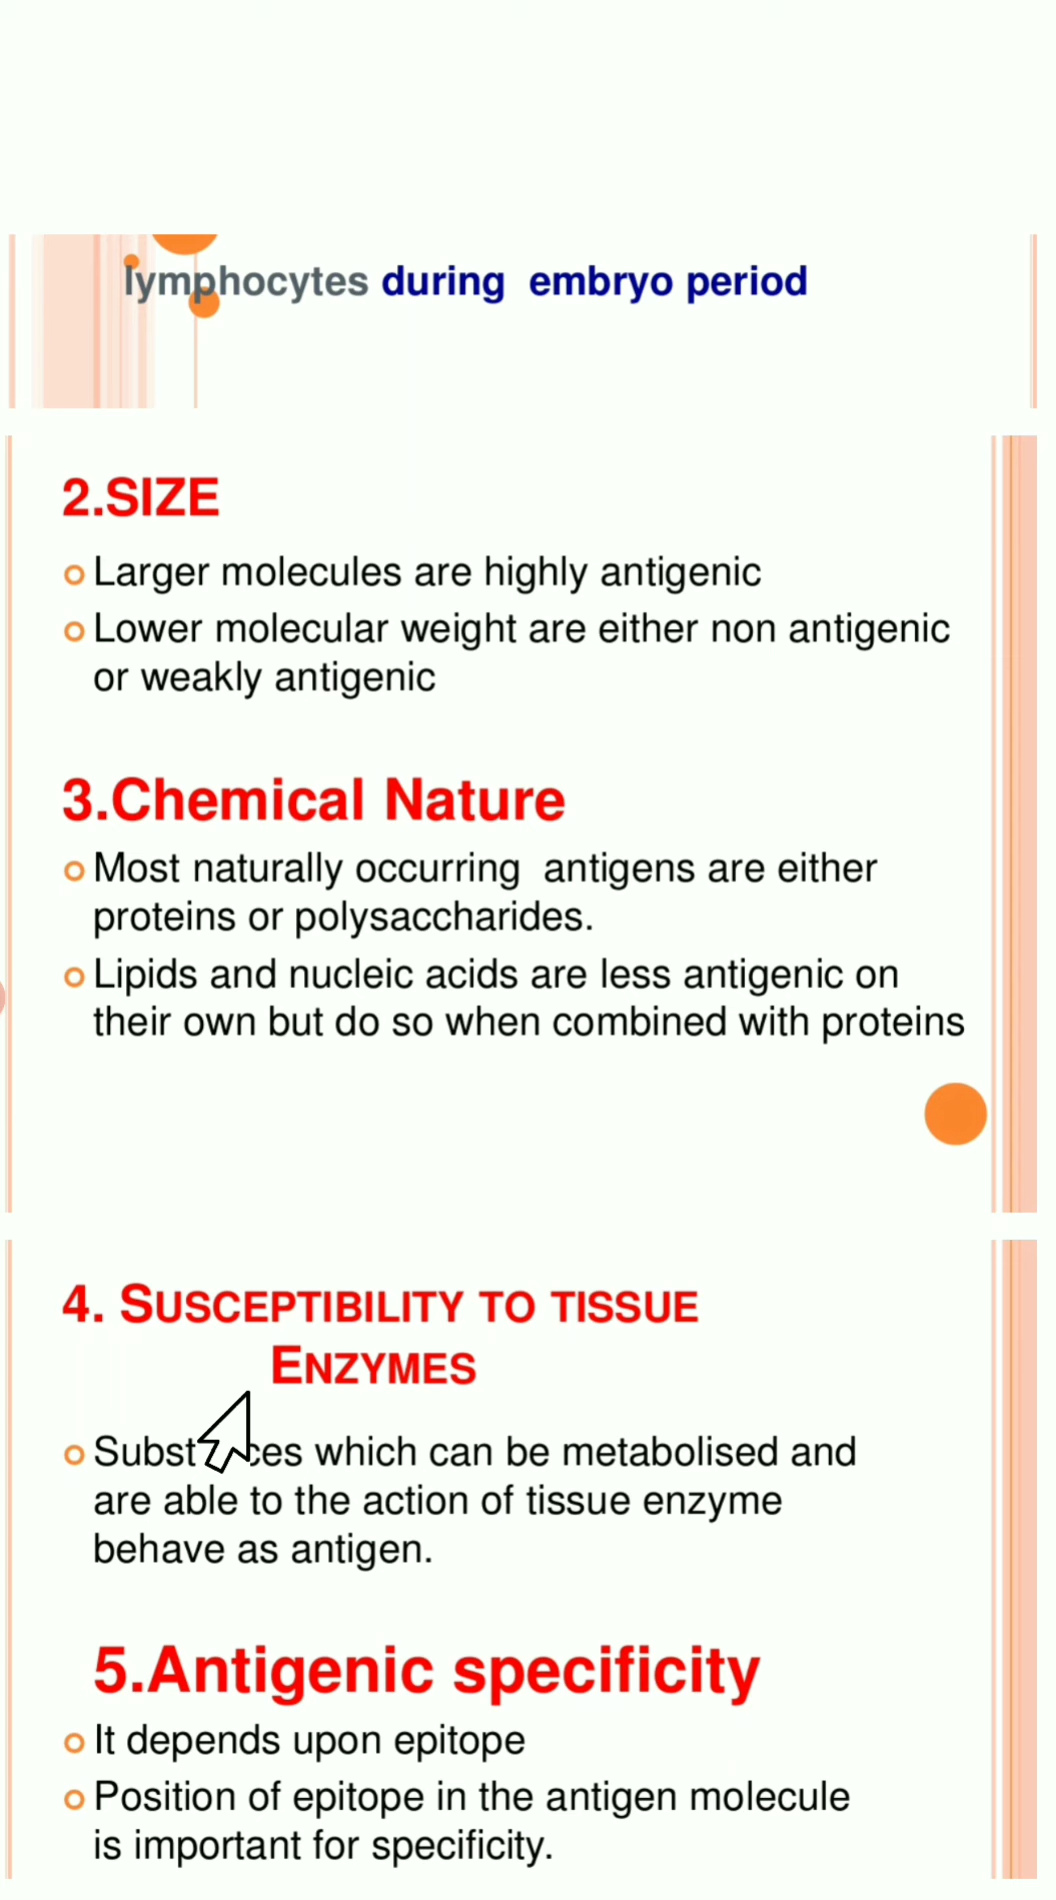 lymphocytes during embryo period
2.SIZE
Larger molecules are highly antigenic
Lower molecular weight are either non antigenic
or weakly antigenic
3.Chemical Nature
Most naturally occurring antigens are either
proteins or polysaccharides.
Lipids and nucleic acids are less antigenic on
their own but do so when combined with proteins
4. SUSCEPTIBILITY TO TISSUE
ENZYMES
which can be metabolised and
are able to the action of tissue enzyme
behave as antigen.
5.Antigenic specificity
It depends upon epitope
Position of epitope in the antigen molecule
is important for specificity.